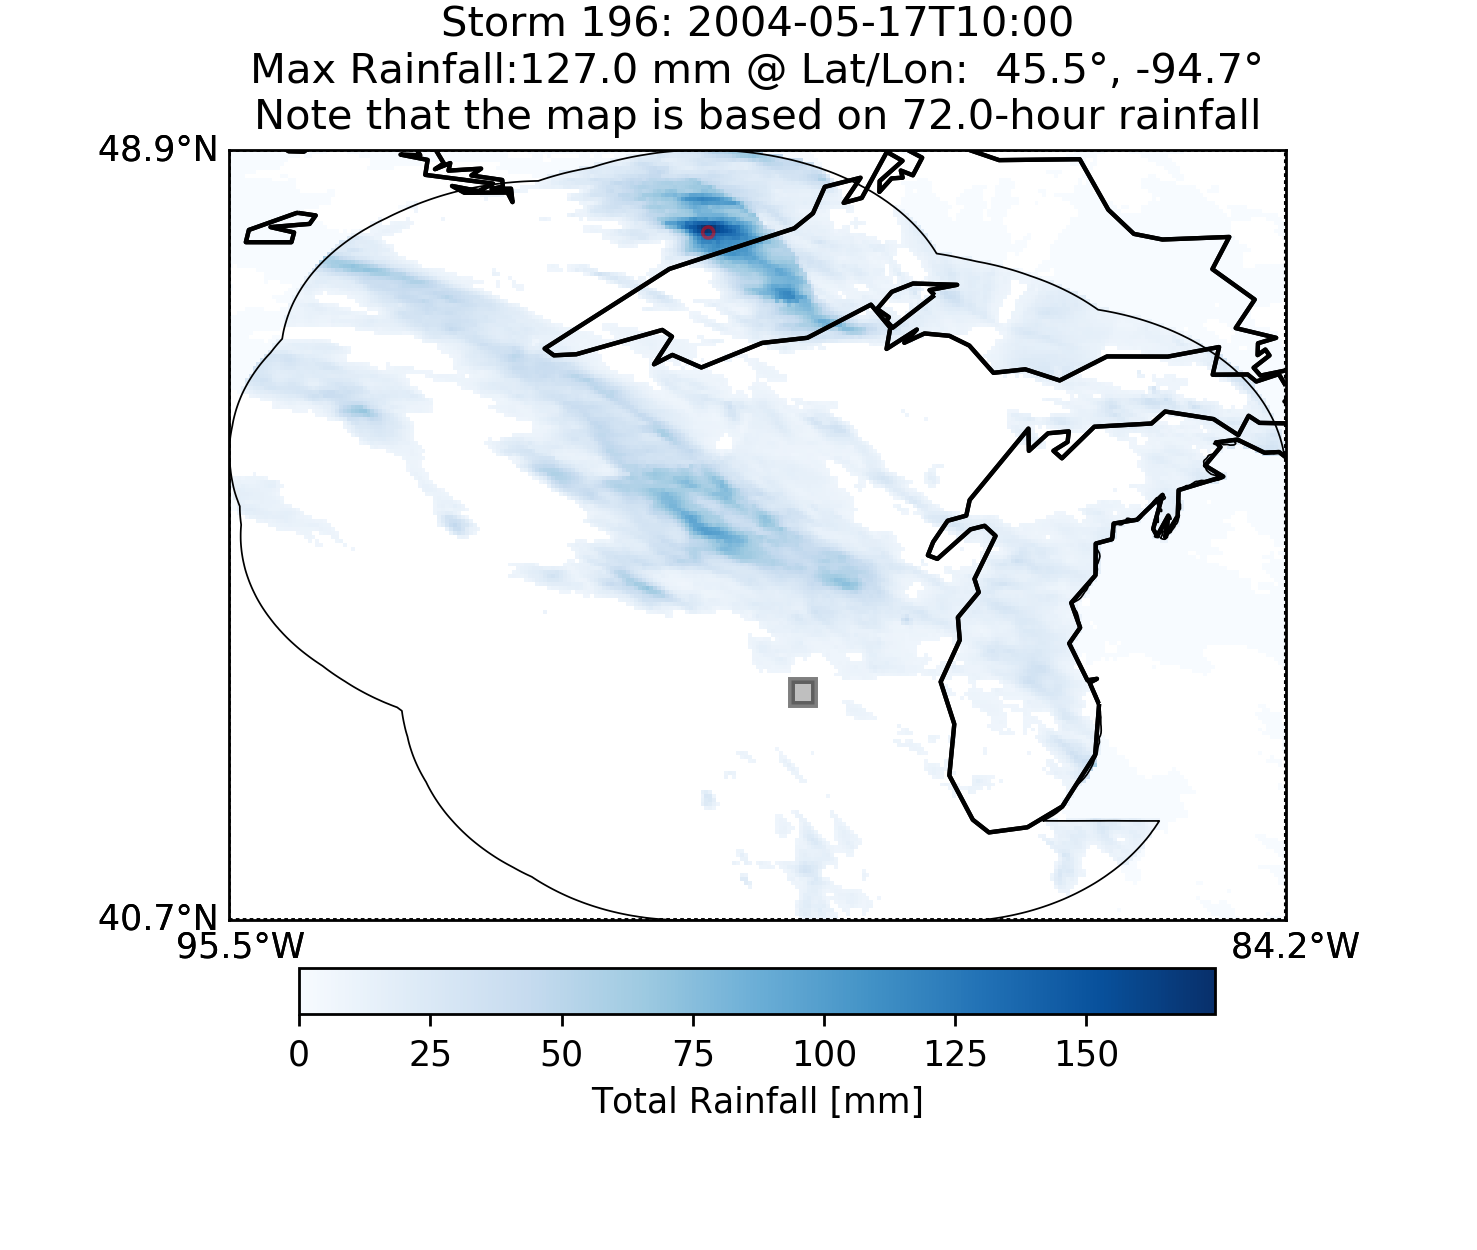 Storm 196: 2004-05-17T10:00
Max Rainfall:127.0 mm @ Lat/Lon:  45.5°, -94.7°
Note that the map is based on 72.0-hour rainfall
48.9°N
40.7°N
95.5°W 84.2°W
0 25 50 75 100 125 150
Total Rainfall [mm]